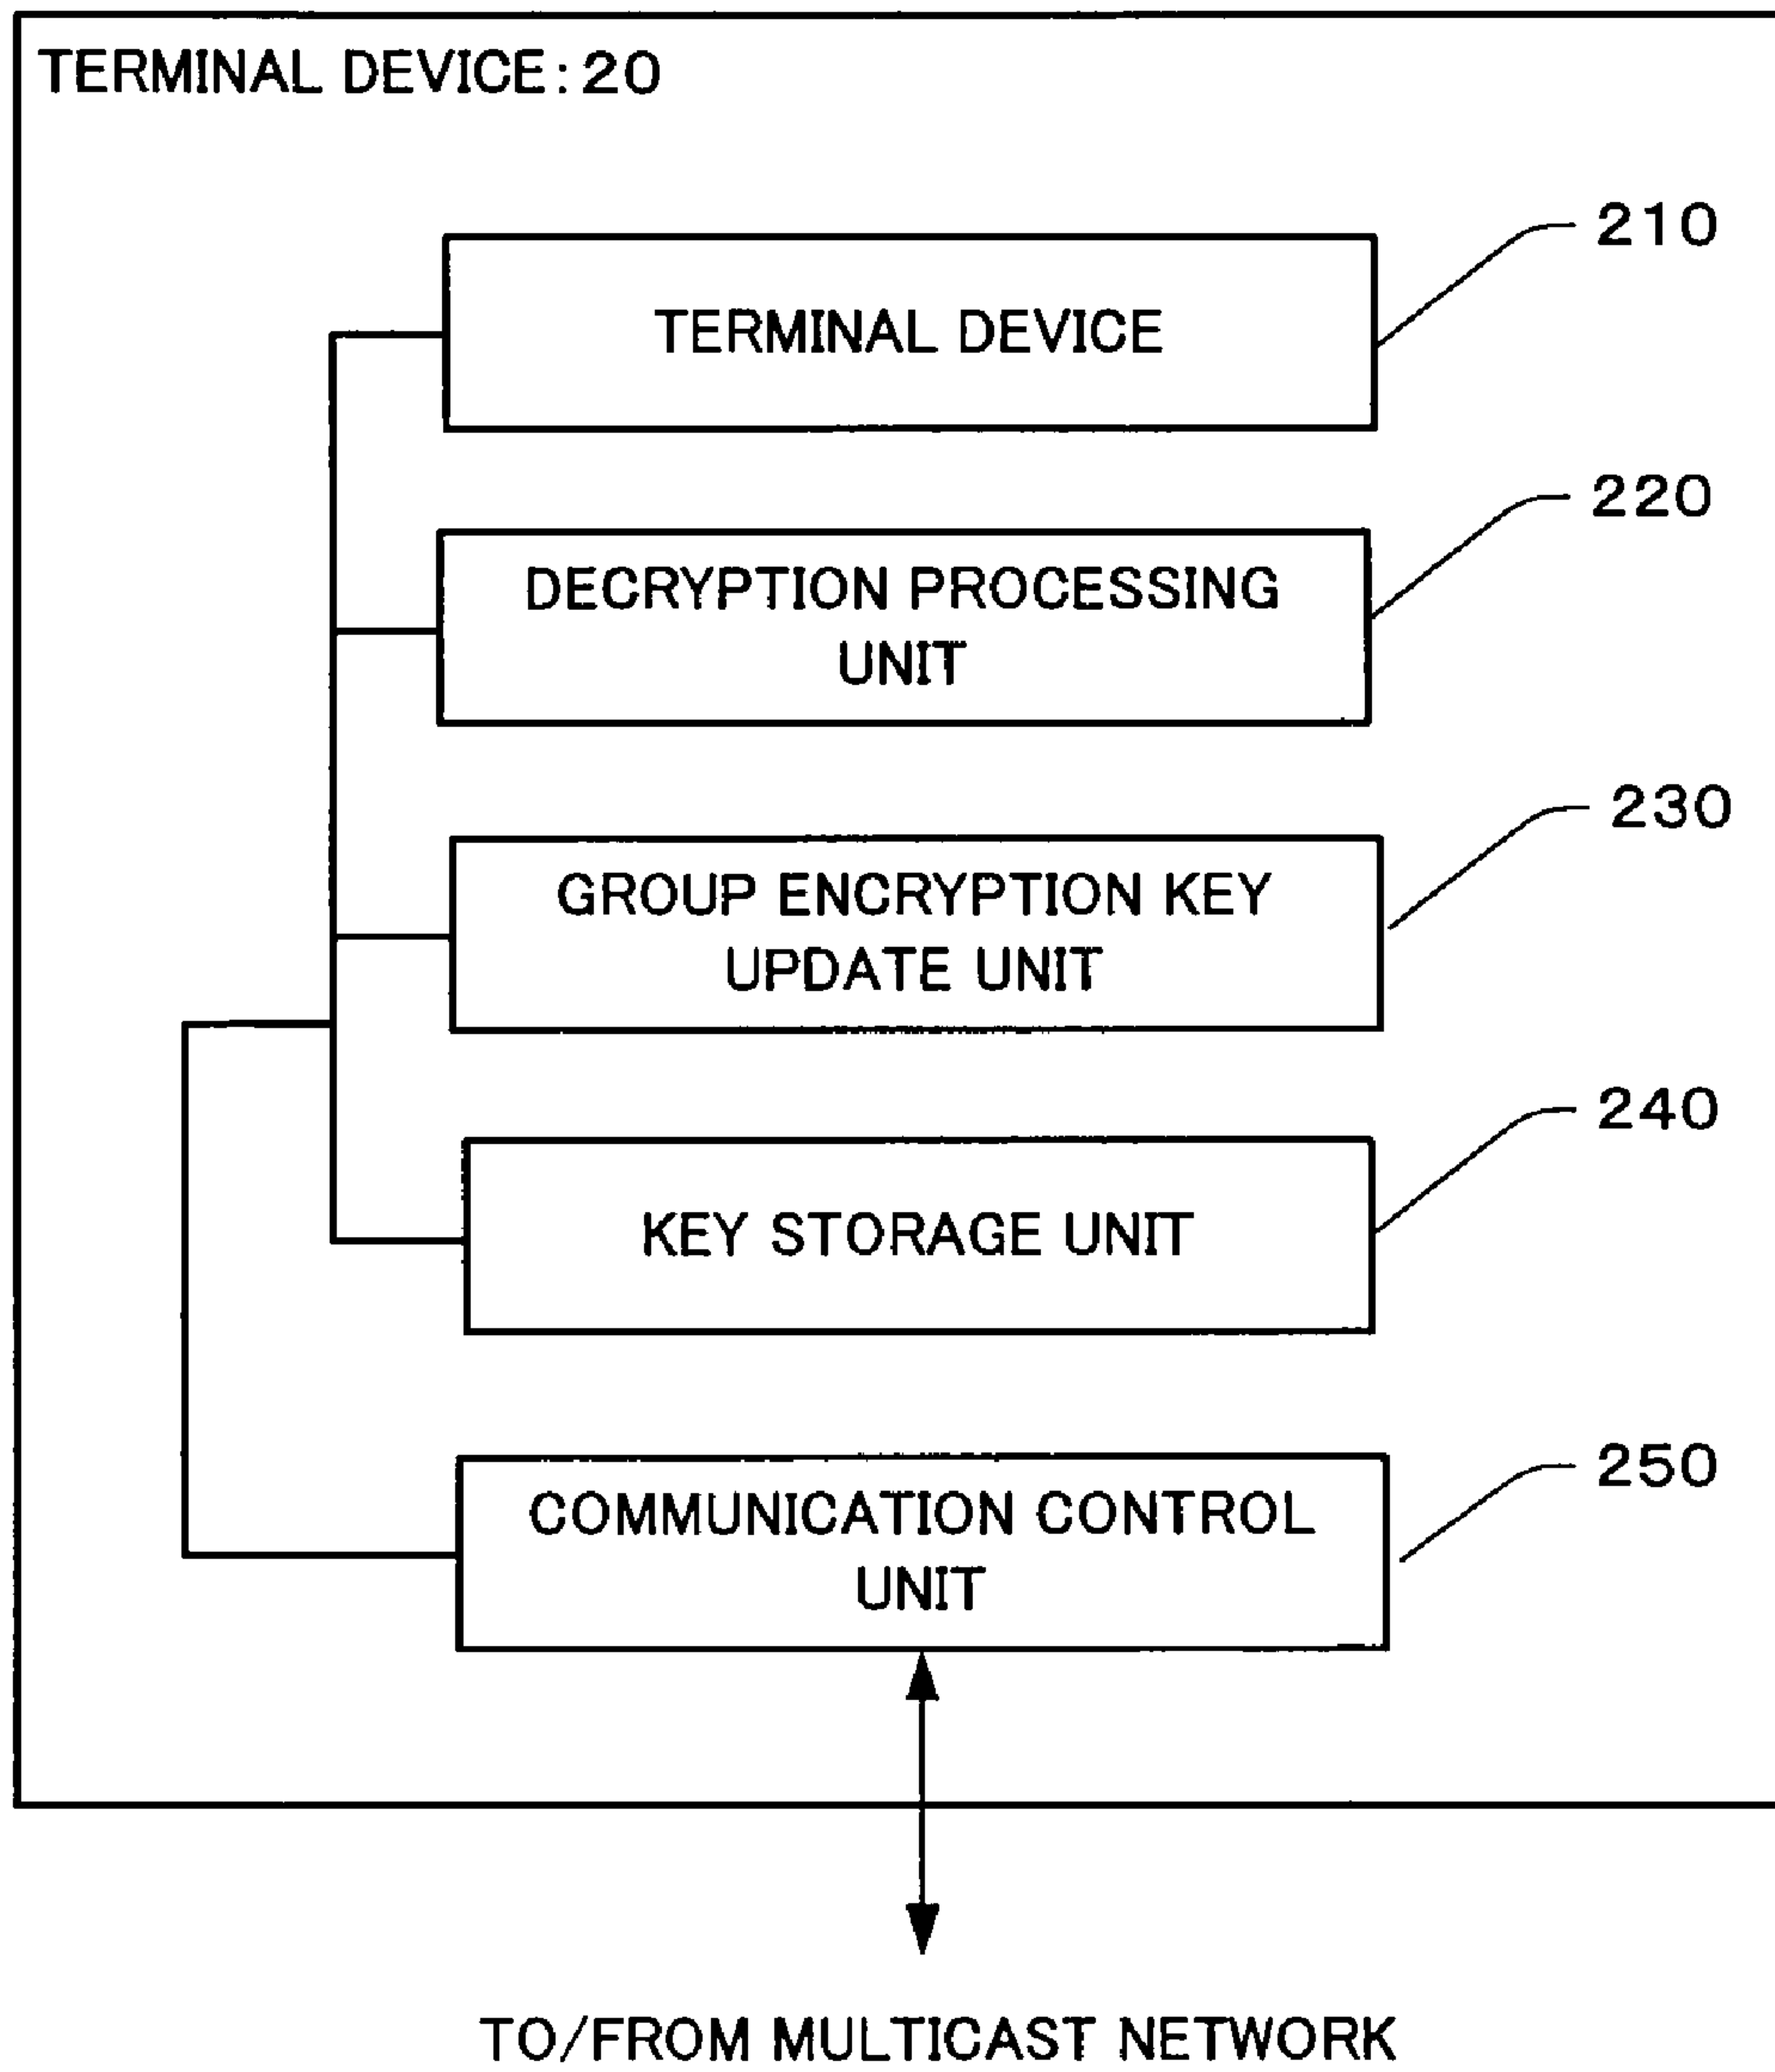 TERMINAL DEVICE:20
210
TERMINAL DEVICE
220
DECRYPTION PROCESSING
UNIT
230
GROUP ENCRYPTION KEY
UPDATE UNIT
240
KEY STORAGE UNIT
250
COMMUNICATION CONTROL
UNIT
TO/FROM MULTICAST NETWORK